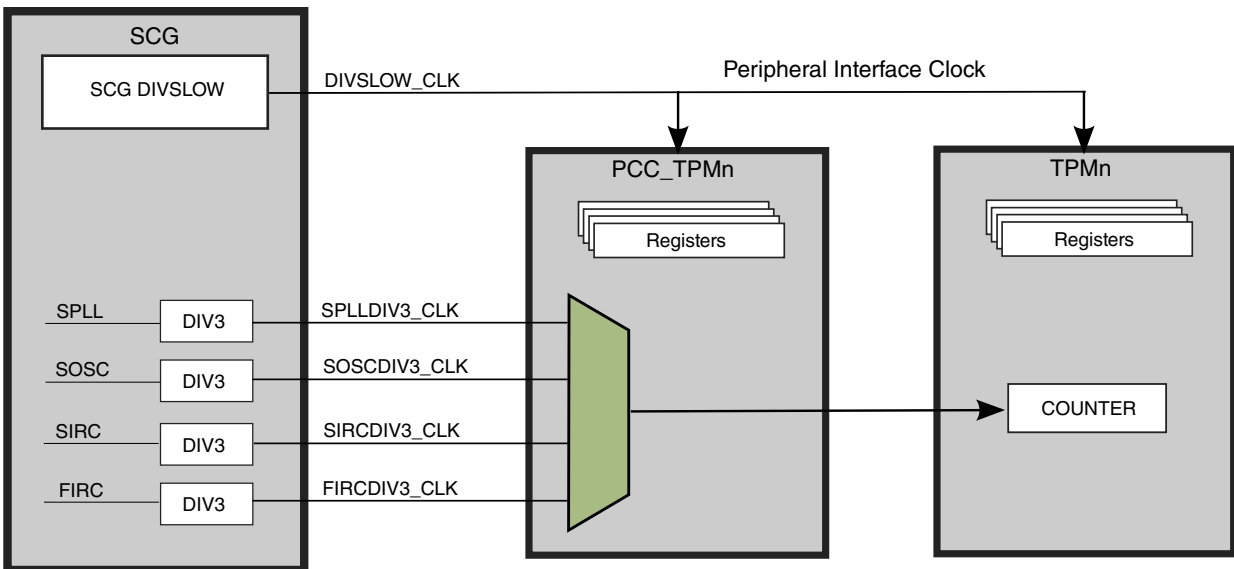 SCG
SCG DIVSLOW
DIVSLOW_CLK
Peripheral Interface Clock
PCC_TPMn
Registers
TPMn
Registers
SPLL
DIV3
SPLLDIV3_CLK
SOSC
DIV3
SOSCDIV3_CLK
SIRC
DIV3
SIRCDIV3_CLK
FIRC
DIV3
FIRCDIV3_CLK
COUNTER